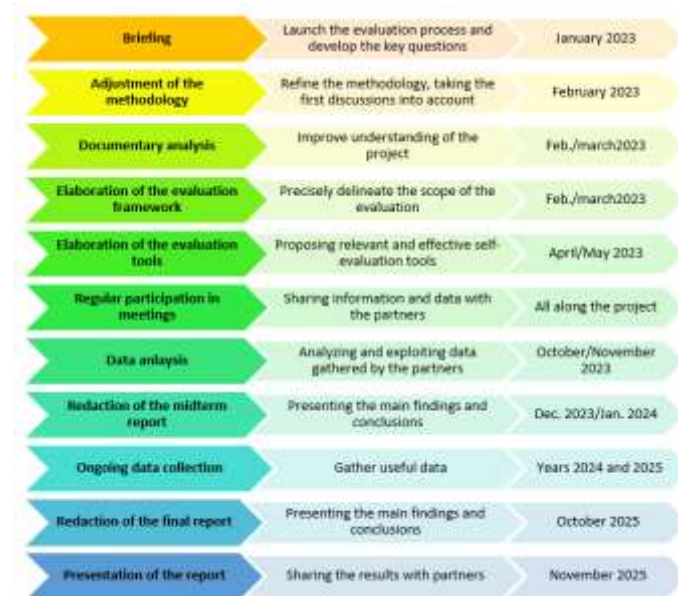 Briefing
Launch the evaluation process and
develop the key questions
January 2023
Adjustment of the
methodology
Refine the methodology, taking the
first discussions into account
February 2023
Documentary analysis
Improve understanding of the
project
Feb./march2023
Elaboration of the evaluation
framework
Precisely delineate the scope of the
evaluation
Feb./march2023
Elaboration of the evaluation
tools
Proposing relevant and effective self-
evaluation tools
April/May 2023
Regular participation in
meetings
Sharing information and data with
the partners
All along the project
Data anlaysis
Analyzing and exploiting data
gathered by the partners
October/November
2023
Redaction of the midterm
report
Presenting the main findings and
conclusions
Dec. 2023/Jan. 2024
Ongoing data collection
Gather useful data
Years 2024 and 2025
Redaction of the final report
Presenting the main findings and
conclusions
October 2025
Presentation of the report
Sharing the results with partners
November 2025